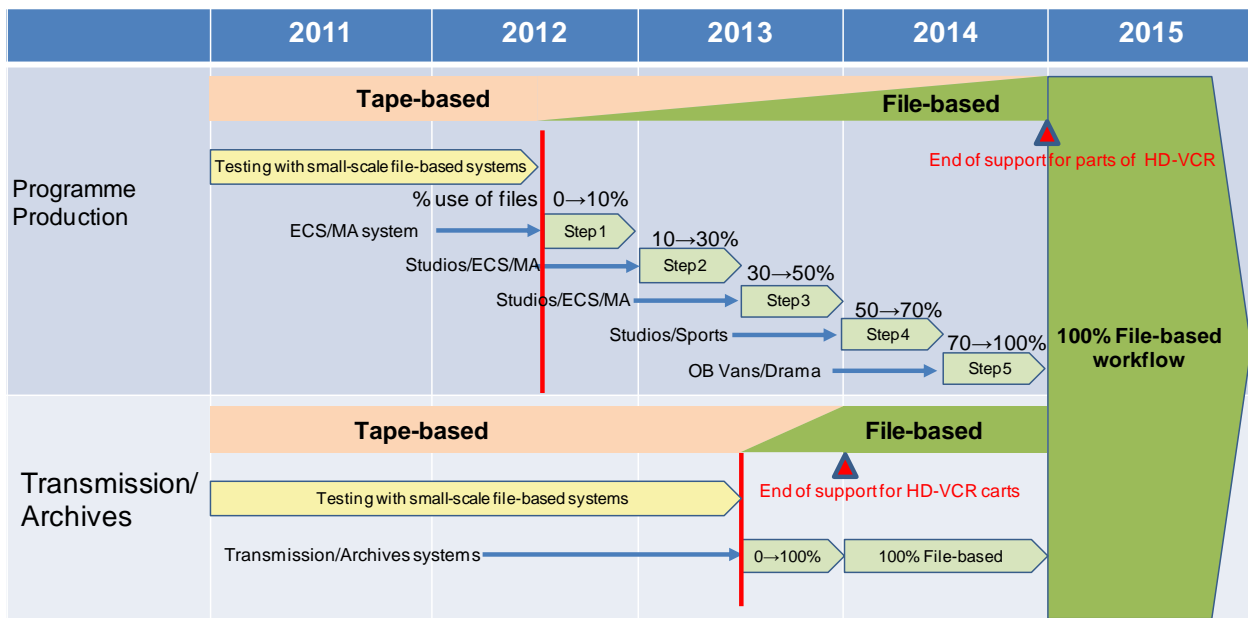 2011 2012 2013 2014 2015
Tape-based
File-based
End of support for parts of HD-VCR
Testing with small-scale file-based systems
Programme
Production
% use of files 0→10%
ECS/MA system
Step1
10→30%
Studios/ECS/MA
Step2
30→50%
Studios/ECS/MA
Step3
50→70%
Studios/Sports
Step4
70→100%
OB Vans/Drama
Step5
100% File-based
workflow
Tape-based
File-based
Transmission/
Archives
End of support for HD-VCR carts
Testing with small-scale file-based systems
Transmission/Archives systems
0→100%
100% File-based